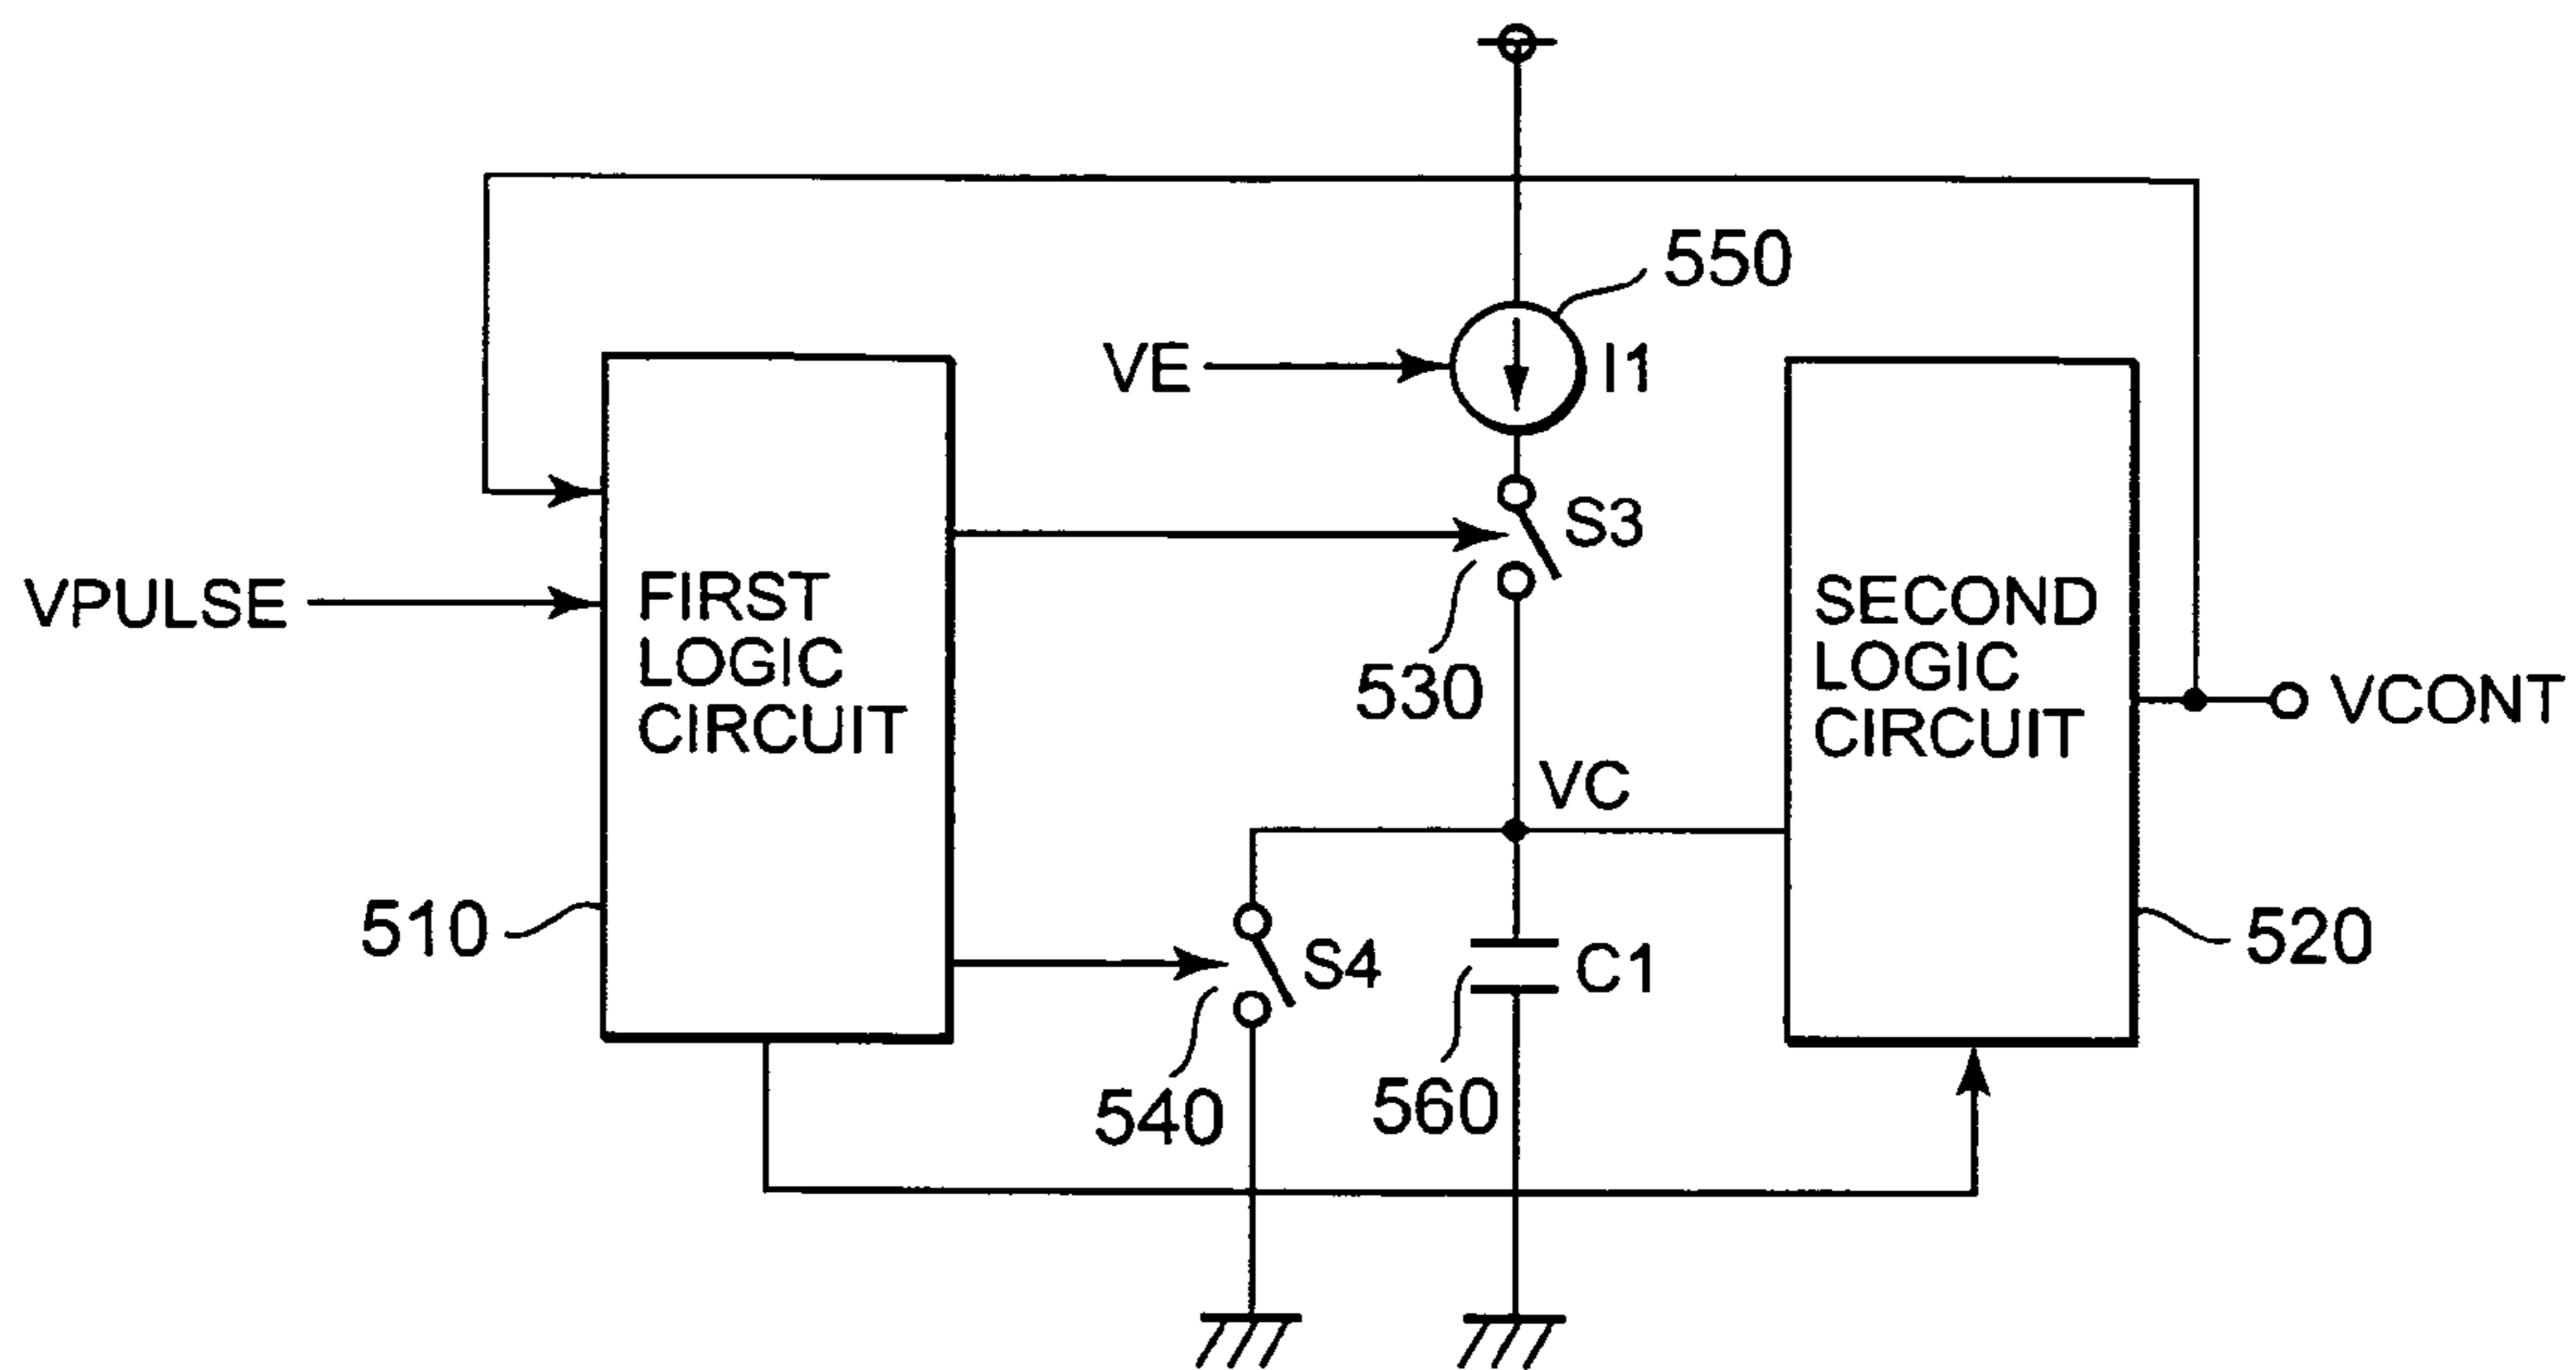 550
VE
I1
S3
VPULSE
FIRST
LOGIC
CIRCUIT
530
SECOND
LOGIC
CIRCUIT
VCONT
VC
510
S4
C1
520
540
560